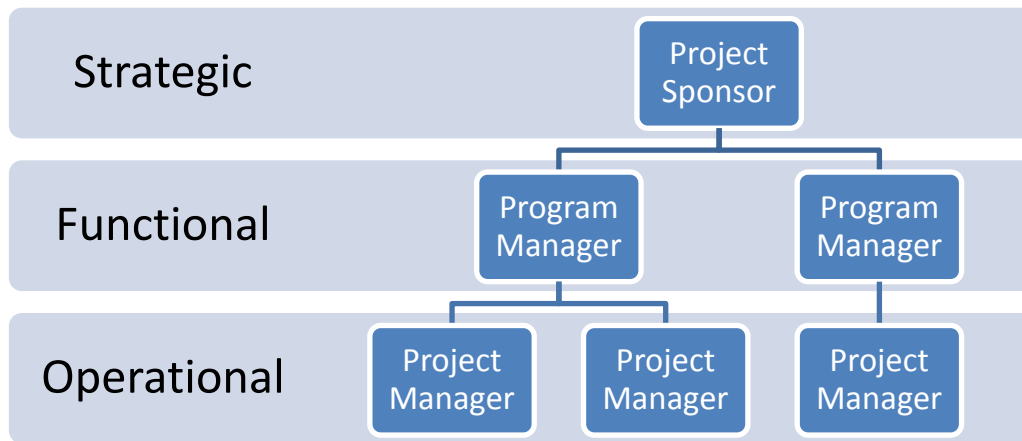 Strategic
Project
Sponsor
Functional
Program
Manager
Program
Manager
Operational
Project
Manager
Project
Manager
Project
Manager